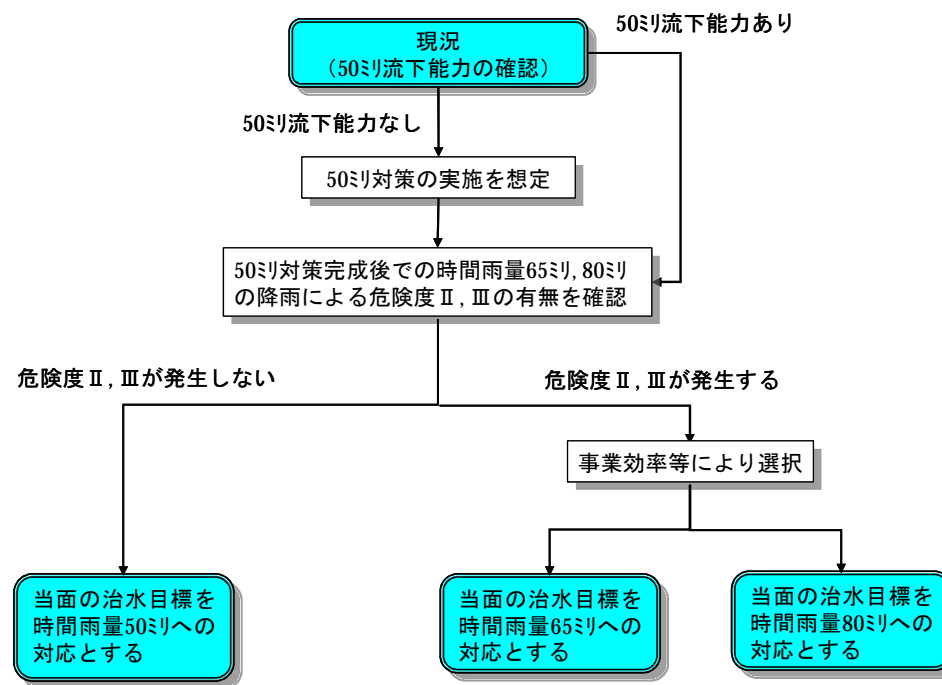 50ﾐﾘ流下能力あり
現況
（50ﾐﾘ流下能力の確認）
50ﾐﾘ流下能力なし
50ﾐﾘ対策の実施を想定
50ﾐﾘ対策完成後での時間雨量65ﾐﾘ,80ﾐﾘ
の降雨による危険度Ⅱ,Ⅲの有無を確認
危険度Ⅱ,Ⅲが発生しない
危険度Ⅱ,Ⅲが発生する
事業効率等により選択
当面の治水目標を
時間雨量50ﾐﾘへの
対応とする
当面の治水目標を
時間雨量65ﾐﾘへの
対応とする
当面の治水目標を
時間雨量80ﾐﾘへの
対応とする